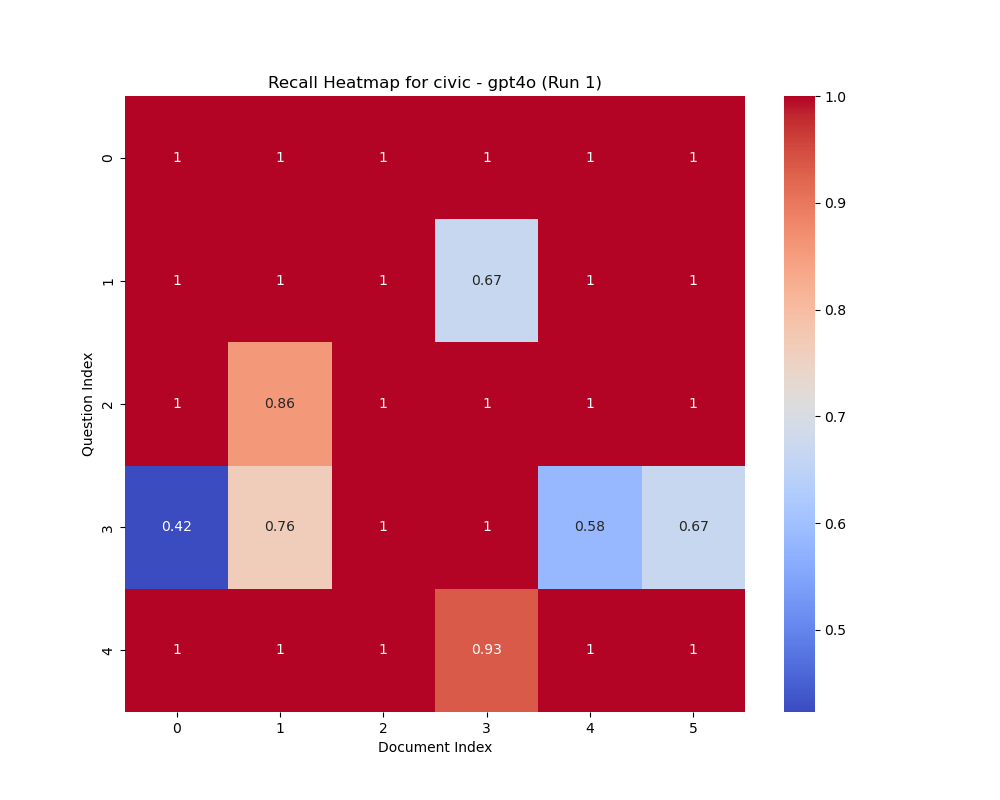 Recall Heatmap for civic - gpt4o (Run 1)
1.0
0 1 1 1 1 1 1
0.9
1 1 1 1 0.67 1 1
0.8
0.7
Question Index
2 1 0.86 1 1 1 1
3 0.42 0.76 1 1 0.58 0.67
0.6
0.5
4 1 1 1 0.93 1 1
0 1 2 3 4 5
Document Index